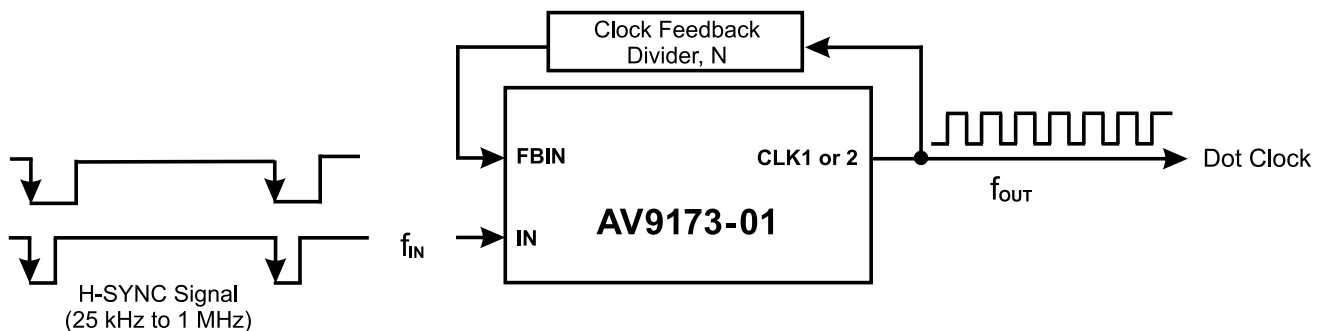 Clock Feedback
Divider, N
FBIN
CLK1 or 2
Dot Clock
fOUT
AV9173-01
fIN
IN
H-SYNC Signal
(25 kHz to 1 MHz)